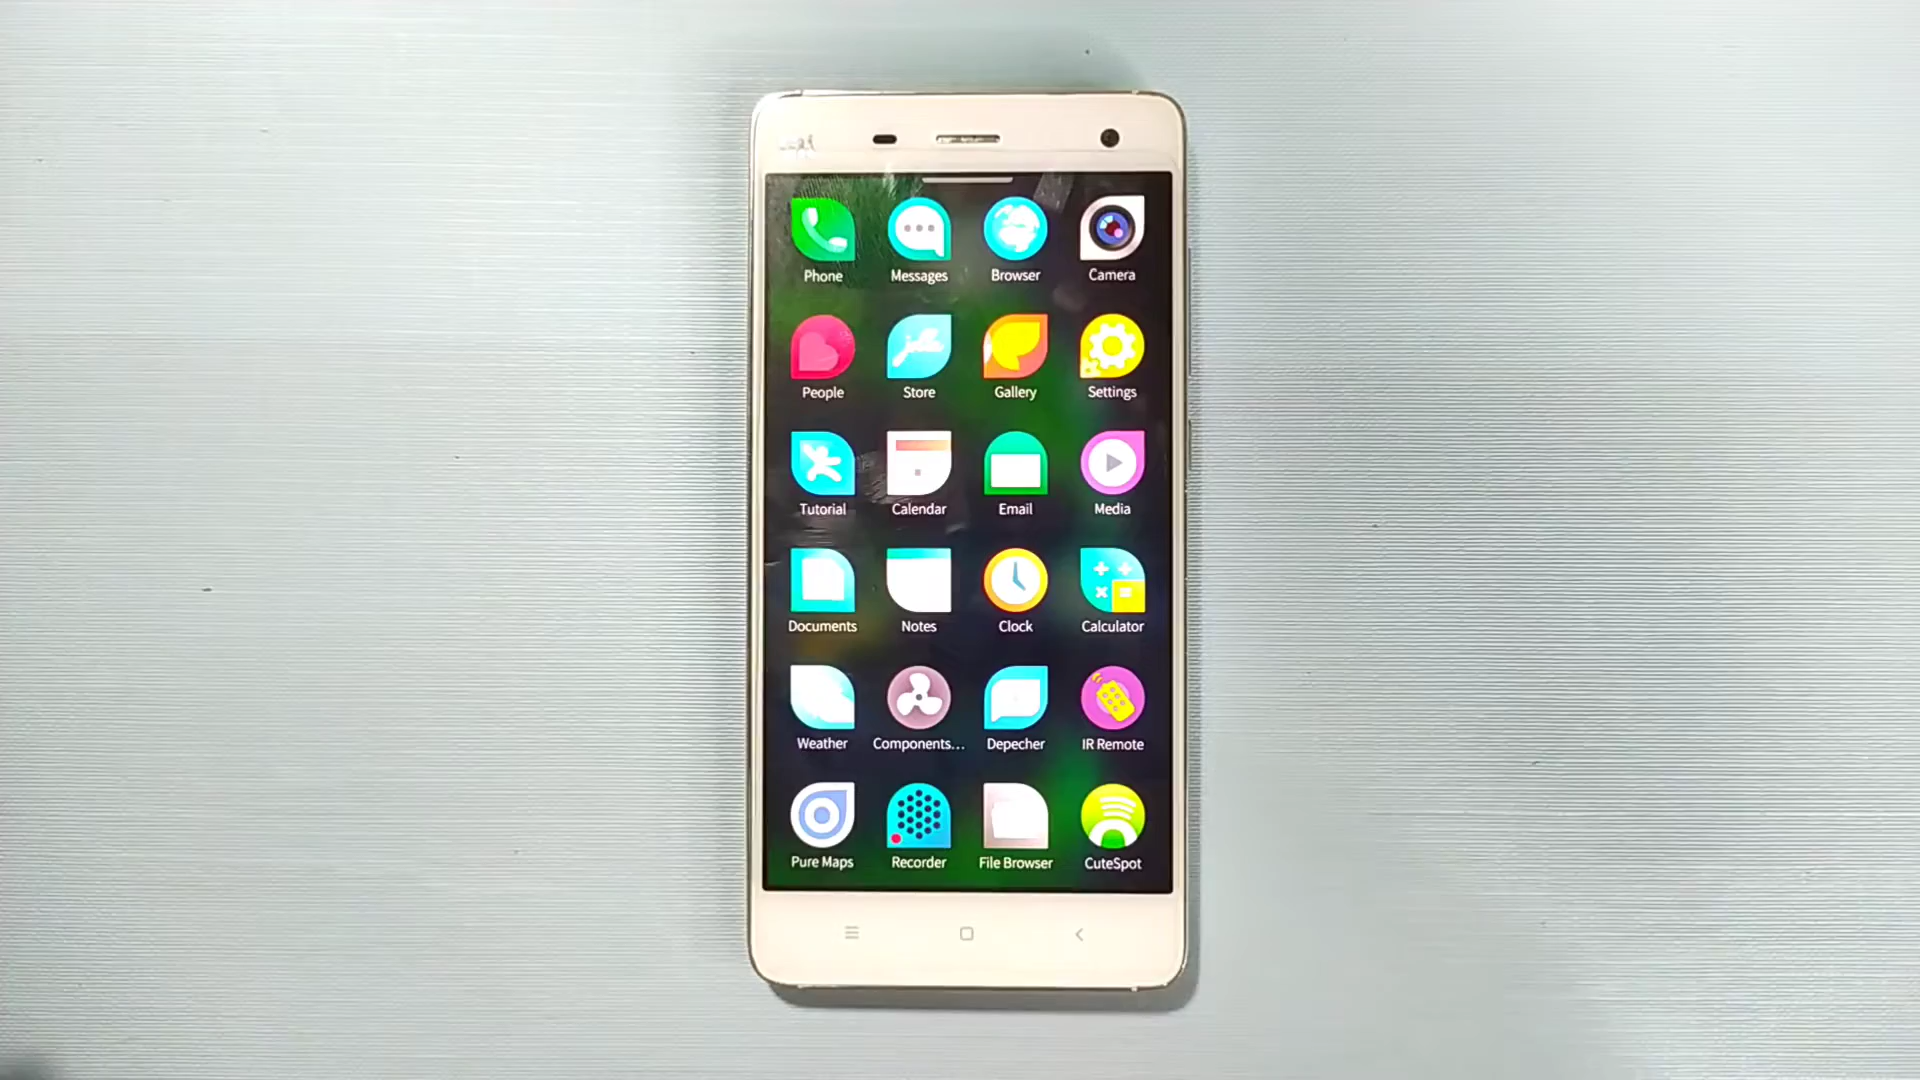 Phone Messages Browser Camera
People Store Gallery Settings
jolla
Tutorial Calendar Email Media
Documents Notes Clock Calculator
Weather Components... Depecher IR Remote
Pure Maps Recorder File Browser CuteSpot